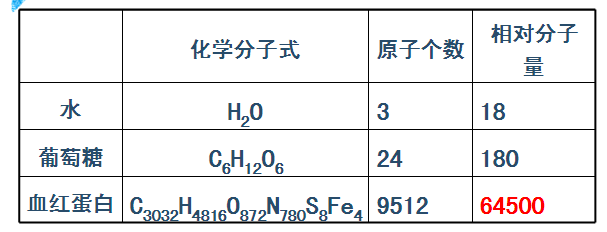 化学分子式 原子个数 相对分子量
水 H₂O 3 18
葡萄糖 C₆H₁₂O₆ 24 180
血红蛋白 C₃₀₃₂H₄₈₁₆O₈₇₂N₇₈₀S₈Fe₄ 9512 64500